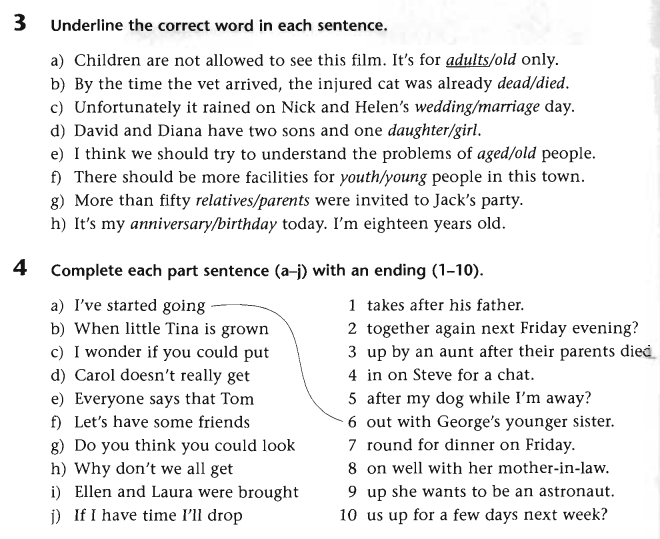 3 Underline the correct word in each sentence.
a) Children are not allowed to see this film. It's for adults/old only.
b) By the time the vet arrived, the injured cat was already dead/died.
c) Unfortunately it rained on Nick and Helen's wedding/marriage day.
d) David and Diana have two sons and one daughter/girl.
e) I think we should try to understand the problems of aged/old people.
f) There should be more facilities for youth/young people in this town.
g) More than fifty relatives/parents were invited to Jack's party.
h) It's my anniversary/birthday today. I'm eighteen years old.
4 Complete each part sentence (a–j) with an ending (1–10).
a) I've started going 1 takes after his father.
b) When little Tina is grown 2 together again next Friday evening?
c) I wonder if you could put 3 up by an aunt after their parents died
d) Carol doesn't really get 4 in on Steve for a chat.
e) Everyone says that Tom 5 after my dog while I'm away?
f) Let's have some friends 6 out with George's younger sister.
g) Do you think you could look 7 round for dinner on Friday.
h) Why don't we all get 8 on well with her mother-in-law.
i) Ellen and Laura were brought 9 up she wants to be an astronaut.
j) If I have time I'll drop 10 us up for a few days next week?